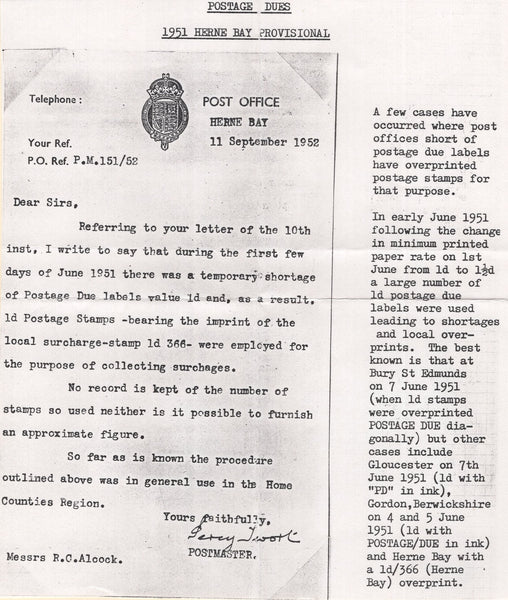 POSTAGE DUES
1951 HERNE BAY PROVISIONAL
Telephone :
POST OFFICE
HERNE BAY
11 September 1952
Your Ref.
P.O. Ref. P.M.151/52
Dear Sirs,
Referring to your letter of the 10th
inst, I write to say that during the first few
days of June 1951 there was a temporary shortage
of Postage Due labels value 1d and, as a result,
1d Postage Stamps -bearing the imprint of the
local surcharge-stamp 1d 366- were employed for
the purpose of collecting surchages.
No record is kept of the number of
stamps so used neither is it possible to furnish
an approximate figure.
So far as is known the procedure
outlined above was in general use in the Home
Counties Region.
Yours faithfully,
POSTMASTER.
Messrs R.C.Alcock.
A few cases have
occurred where post
offices short of
postage due labels
have overprinted
postage stamps for
that purpose.
In early June 1951
following the change
in minimum printed
paper rate on 1st
June from 1d to 1½d
a large number of
1d postage due
labels were used
leading to shortages
and local over-
prints. The best
known is that at
Bury St Edmunds
on 7 June 1951
(when 1d stamps
were overprinted
POSTAGE DUE dia-
gonally) but other
cases include
Gloucester on 7th
June 1951 (1d with
"PD" in ink),
Gordon,Berwickshire
on 4 and 5 June
1951 (1d with
POSTAGE/DUE in ink)
and Herne Bay with
a 1d/366 (Herne
Bay) overprint.